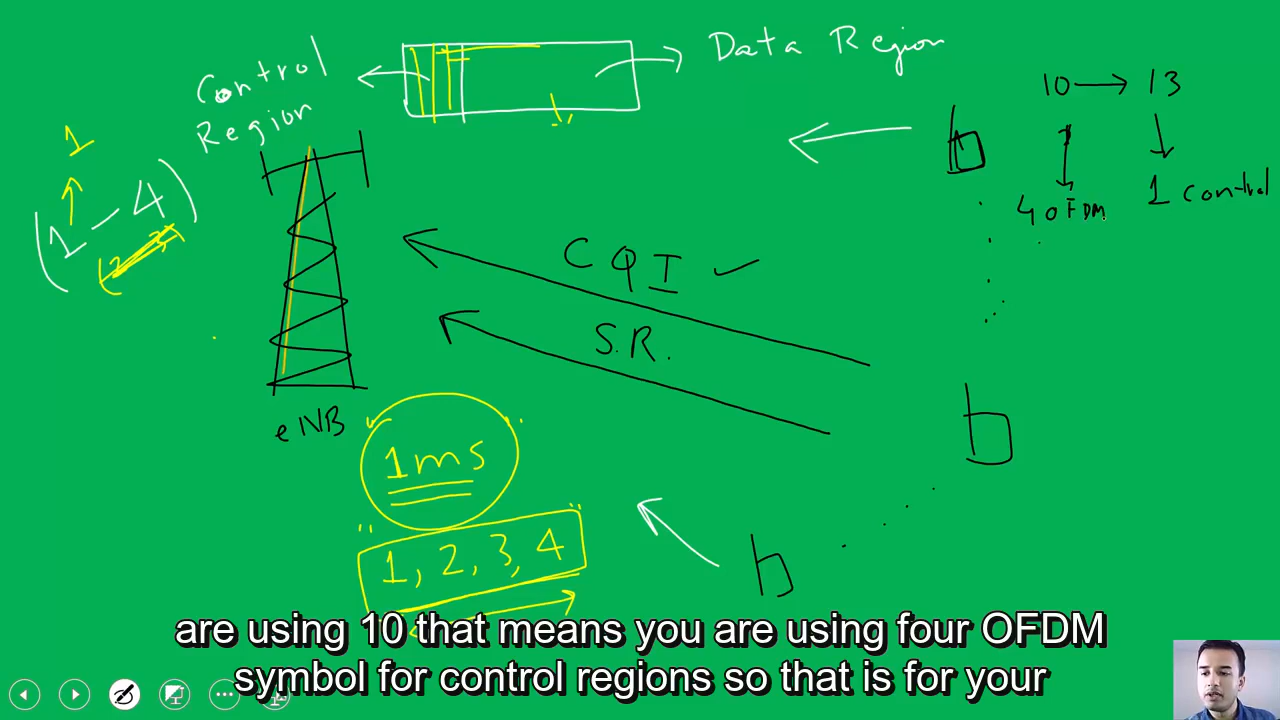 Data Region
Control
Region
10 → 13
1
1 – 4
4 OFDM
1 control
CQI ✓
S.R.
eNB
1ms
1, 2, 3, 4
are using 10 that means you are using four OFDM
symbol for control regions so that is for your